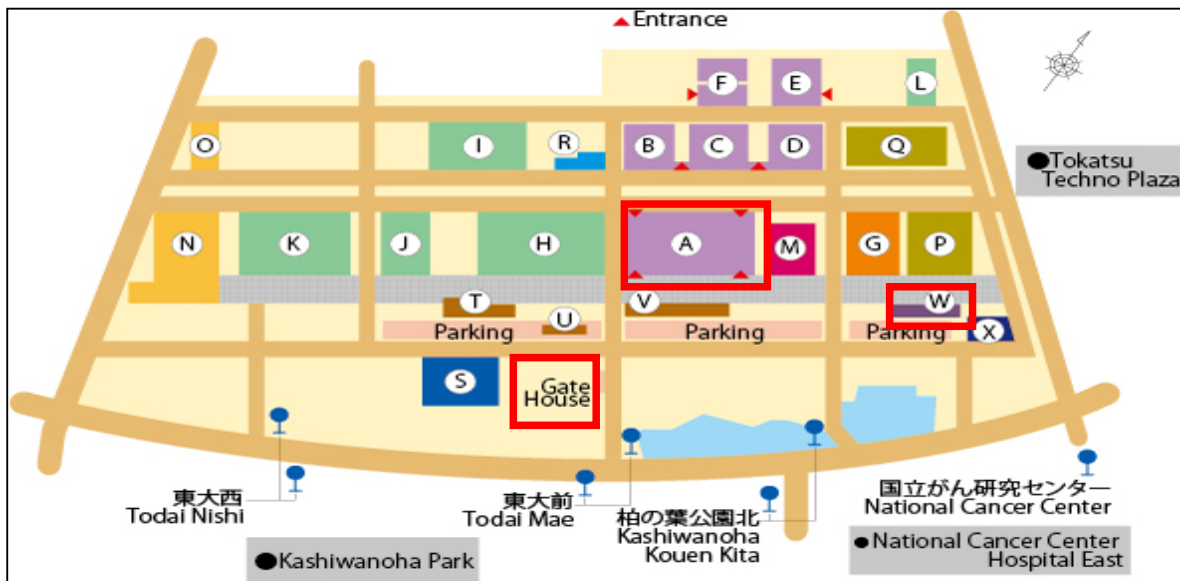 Entrance
F
E
L
O
I
R
B
C
D
Q
Tokatsu
Techno Plaza
N
K
J
H
A
M
G
P
T
V
W
U
X
Parking
Parking
Parking
S
Gate
House
東大西
Todai Nishi
東大前
Todai Mae
柏の葉公園北
Kashiwanoha
Kouen Kita
国立がん研究センター
National Cancer Center
Kashiwanoha Park
National Cancer Center
Hospital East